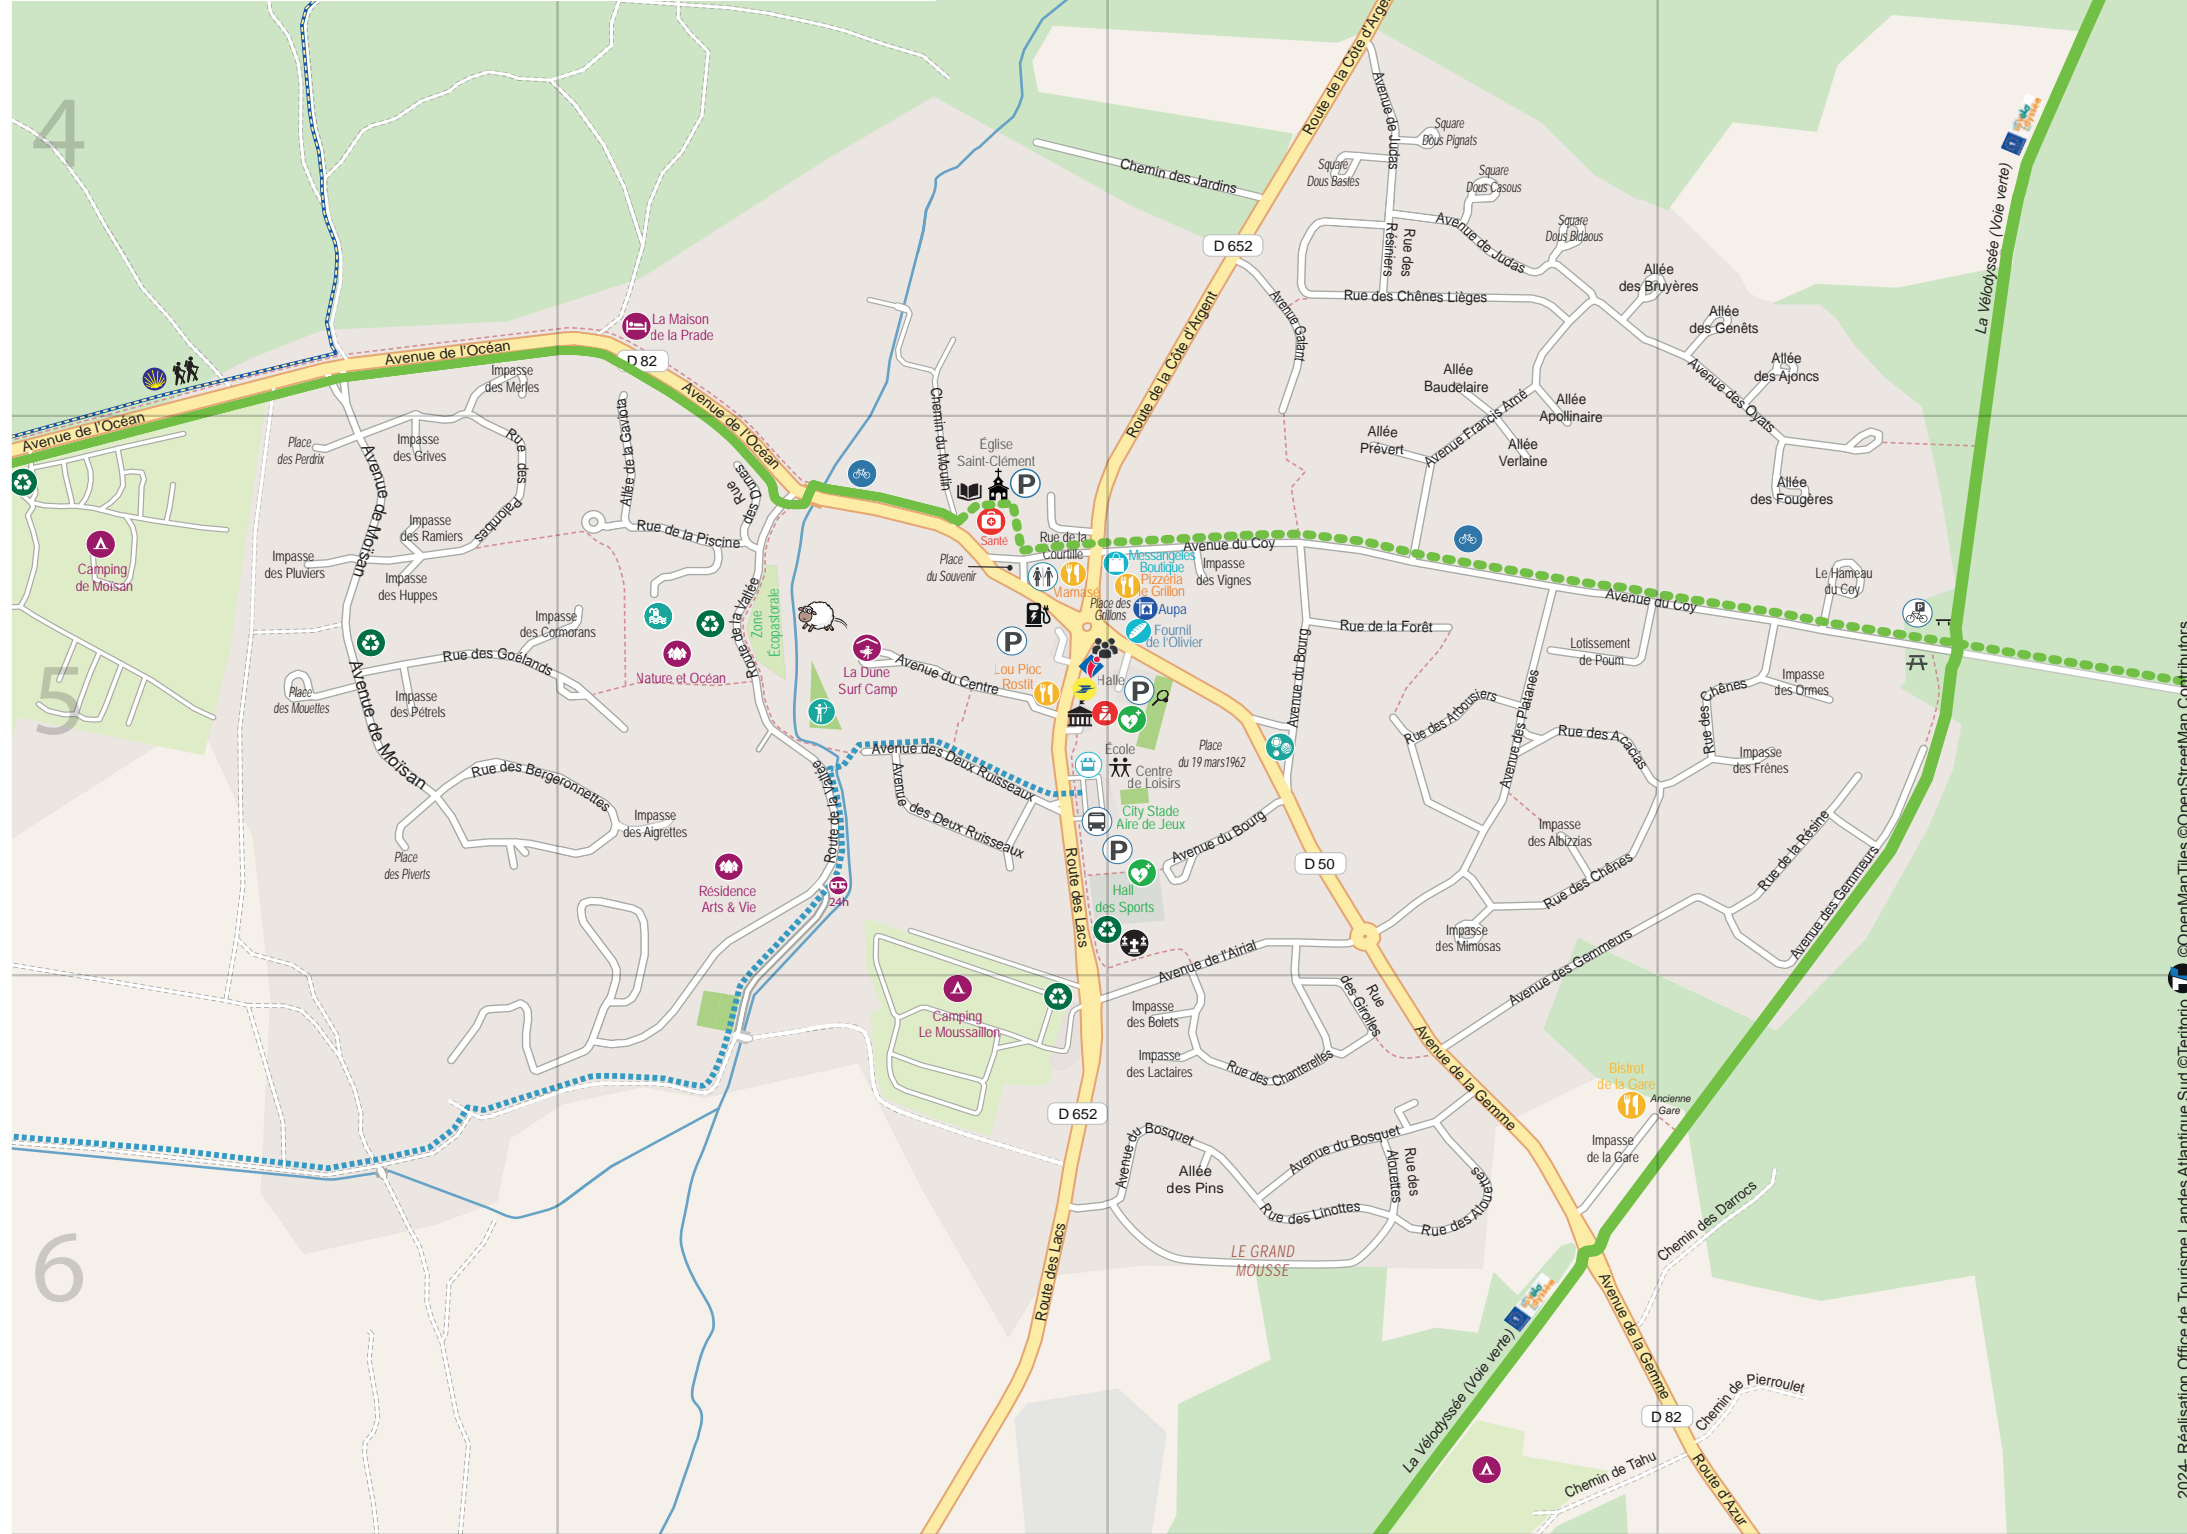 4
5
6
Route de la Côte d'Argent
Avenue de Judas
Square
Dous Pignats
Square
Dous Bastes
Square
Dous Casous
Square
Dous Bidaous
Chemin des Jardins
D 652
Rue des
Résiniers
Avenue de Judas
Allée
des Bruyères
Rue des Chênes Lièges
Allée
des Genêts
Avenue Galant
Route de la Côte d'Argent
La Vélodyssée (Voie verte)
La Maison
de la Prade
Avenue de l'Océan
D 82
Impasse
des Merles
Avenue de l'Océan
Avenue de l'Océan
Allée
Baudelaire
Allée
Apollinaire
Avenue Francis Arné
Allée
des Ajoncs
Avenue des Oyats
Allée
Prévert
Allée
Verlaine
Allée
des Fougères
Place
des Perdrix
Impasse
des Grives
Rue des Palombes
Avenue de Moïsan
Impasse
des Ramiers
Impasse
des Pluviers
Impasse
des Huppes
Allée de la Gavota
Rue des Dunes
Rue de la Piscine
Chemin du Moulin
Église
Saint-Clément
P
Santé
Rue de la
Courtille
Place
du Souvenir
Avenue du Coy
Messangeles
Boutique
Impasse
des Vignes
Mamasé
Pizzéria
le Grillon
Place des
Grillons
Aupa
Fournil
de l'Olivier
Le Hameau
du Coy
Avenue du Coy
P
Camping
de Moïsan
Impasse
des Cormorans
Rue des Goélands
Place
des Mouettes
Impasse
des Pétrels
Avenue de Moïsan
Nature et Océan
Route de la Vallée
Zone
Écopastorale
La Dune
Surf Camp
Avenue du Centre
P
Lou Pioc
Rostit
Halle
P
Rue de la Forêt
Avenue du Bourg
Lotissement
de Poum
Rue des Arbousiers
Avenue des Platanes
Rue des Acacias
Rue des Chênes
Impasse
des Ormes
Impasse
des Frênes
Place
du 19 mars1962
École
Centre
de Loisirs
City Stade
Aire de Jeux
P
Avenue des Deux Ruisseaux
Avenue des Deux Ruisseaux
Rue des Bergeronnettes
Impasse
des Aigrettes
Place
des Piverts
Route de la Vallée
Résidence
Arts & Vie
24h
Route des Lacs
Avenue du Bourg
Hall
des Sports
D 50
Impasse
des Albizzias
Rue des Chênes
Impasse
des Mimosas
Rue de la Résine
Avenue des Gemmeurs
Avenue des Gemmeurs
Avenue de l'Airial
Camping
Le Moussaillon
Impasse
des Bolets
Impasse
des Lactaires
Rue
des Girolles
Rue des Chanterelles
Avenue de la Gemme
Bistrot
de la Gare
Ancienne
Gare
Impasse
de la Gare
D 652
Avenue du Bosquet
Allée
des Pins
Avenue du Bosquet
Rue des
Alouettes
Rue des Linottes
Rue des Alouettes
LE GRAND
MOUSSE
Route des Lacs
Chemin des Darrocs
Avenue de la Gemme
La Vélodyssée (Voie verte)
D 82
Chemin de Pierroulet
Chemin de Tahu
Route d'Azur
2024- Réalisation Office de Tourisme Landes Atlantique Sud ©Territorio ©OpenMapTiles ©OpenStreetMap Contributors